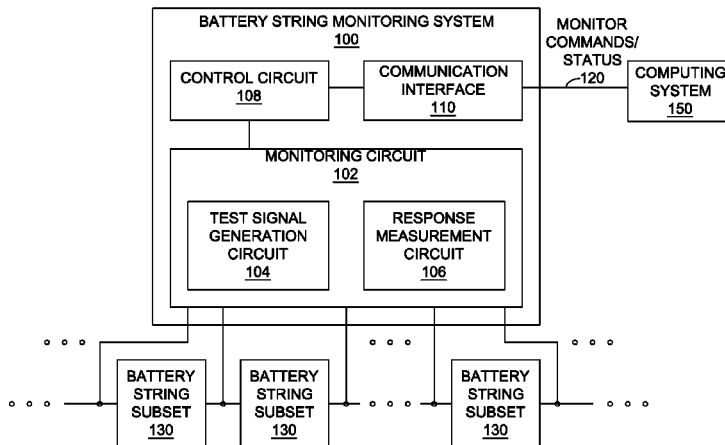 BATTERY STRING MONITORING SYSTEM
100
MONITOR
COMMANDS/
STATUS
120
CONTROL CIRCUIT
108
COMMUNICATION
INTERFACE
110
COMPUTING
SYSTEM
150
MONITORING CIRCUIT
102
TEST SIGNAL
GENERATION
CIRCUIT
104
RESPONSE
MEASUREMENT
CIRCUIT
106
BATTERY
STRING
SUBSET
130
BATTERY
STRING
SUBSET
130
BATTERY
STRING
SUBSET
130